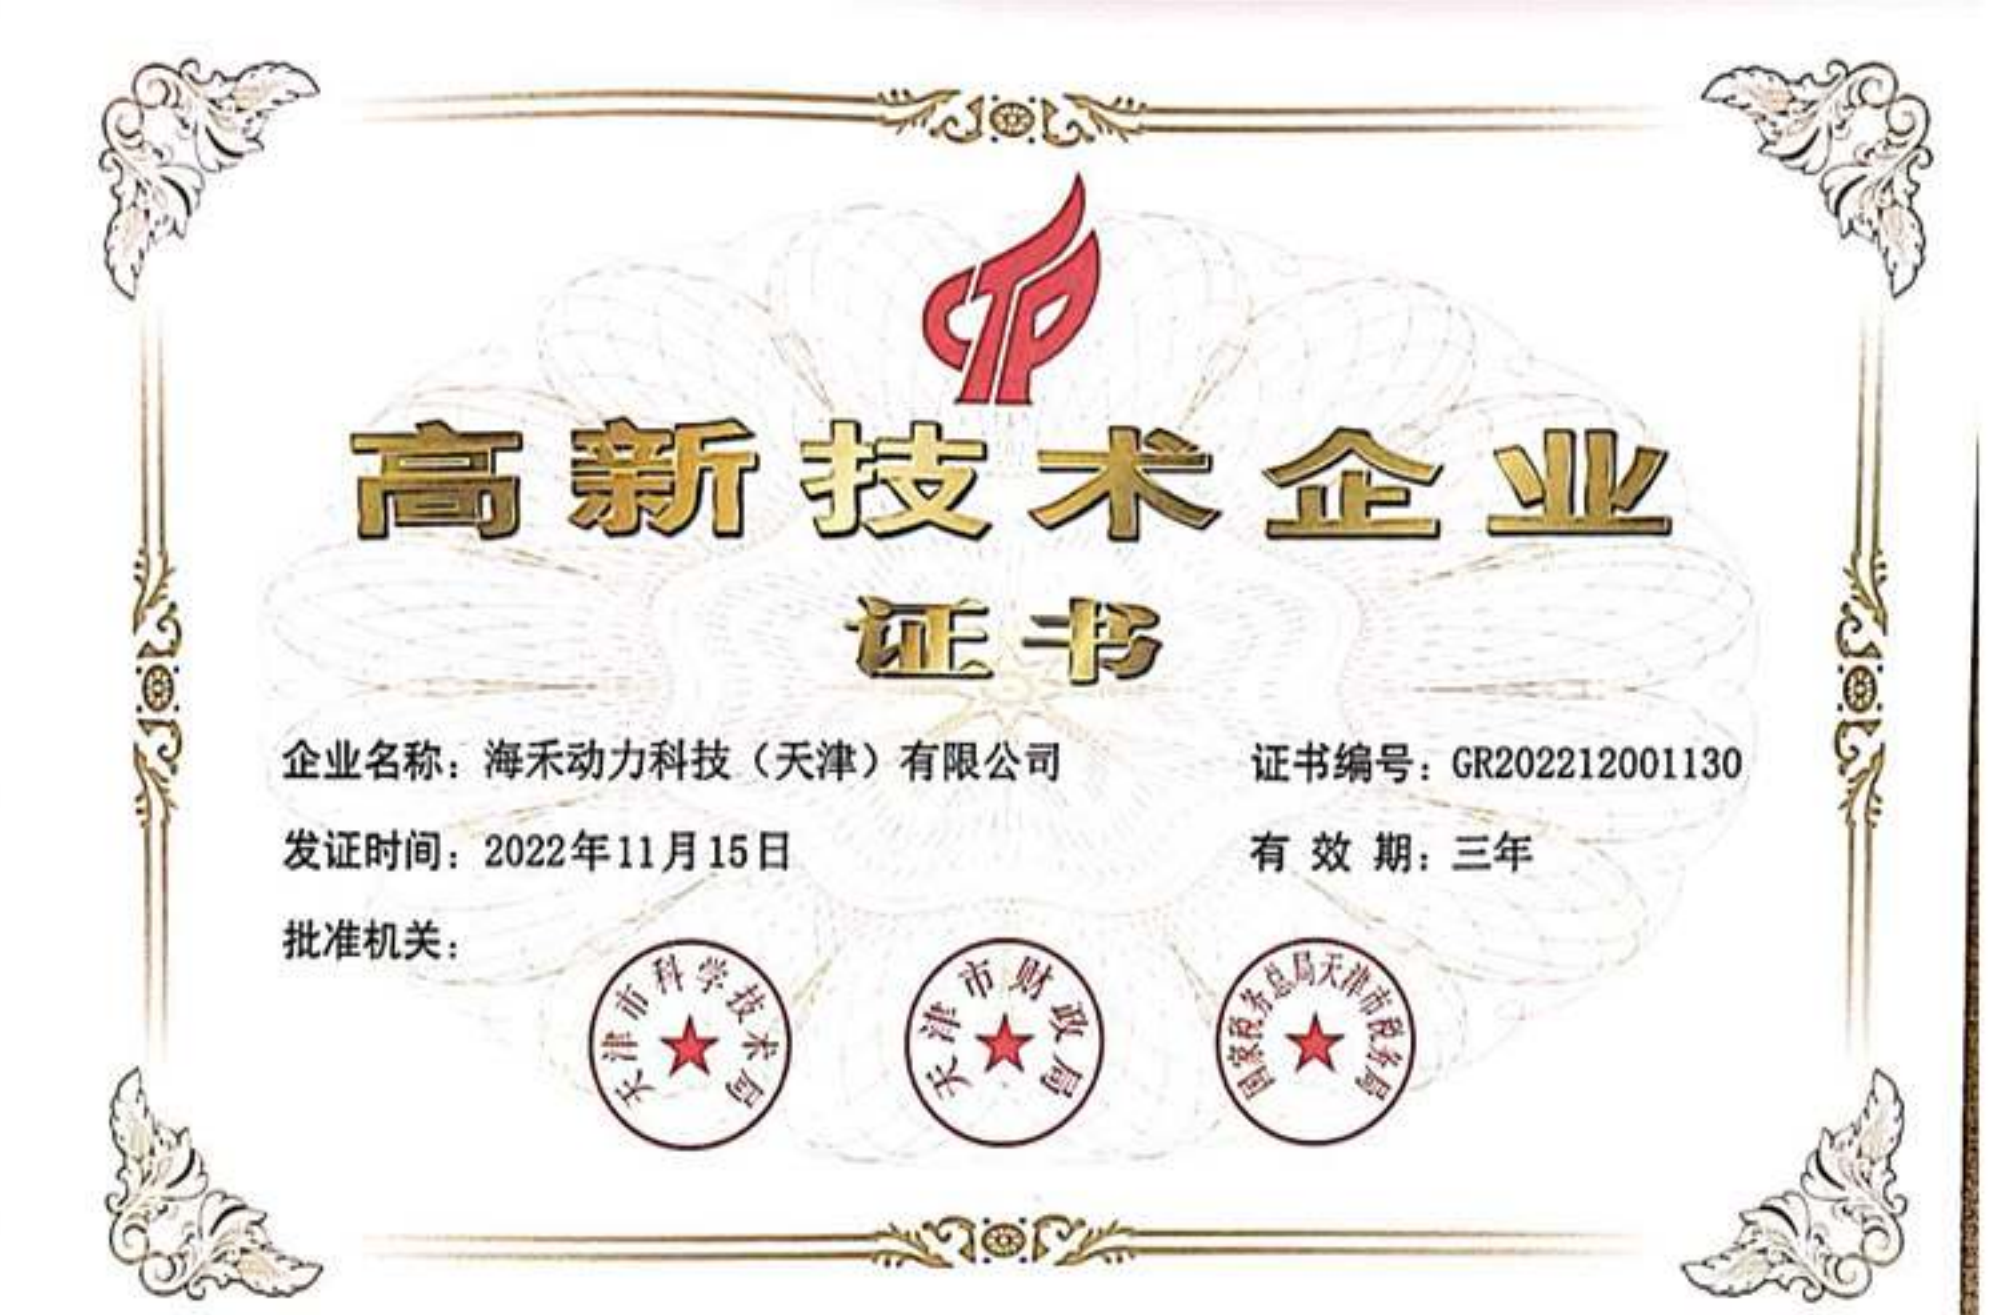 CTP
高新技术企业
证书
企业名称：海禾动力科技（天津）有限公司
证书编号：GR202212001130
发证时间：2022年11月15日
有 效 期：三年
批准机关：
天津市科学技术局
天津市财政局
国家税务总局天津市税务局